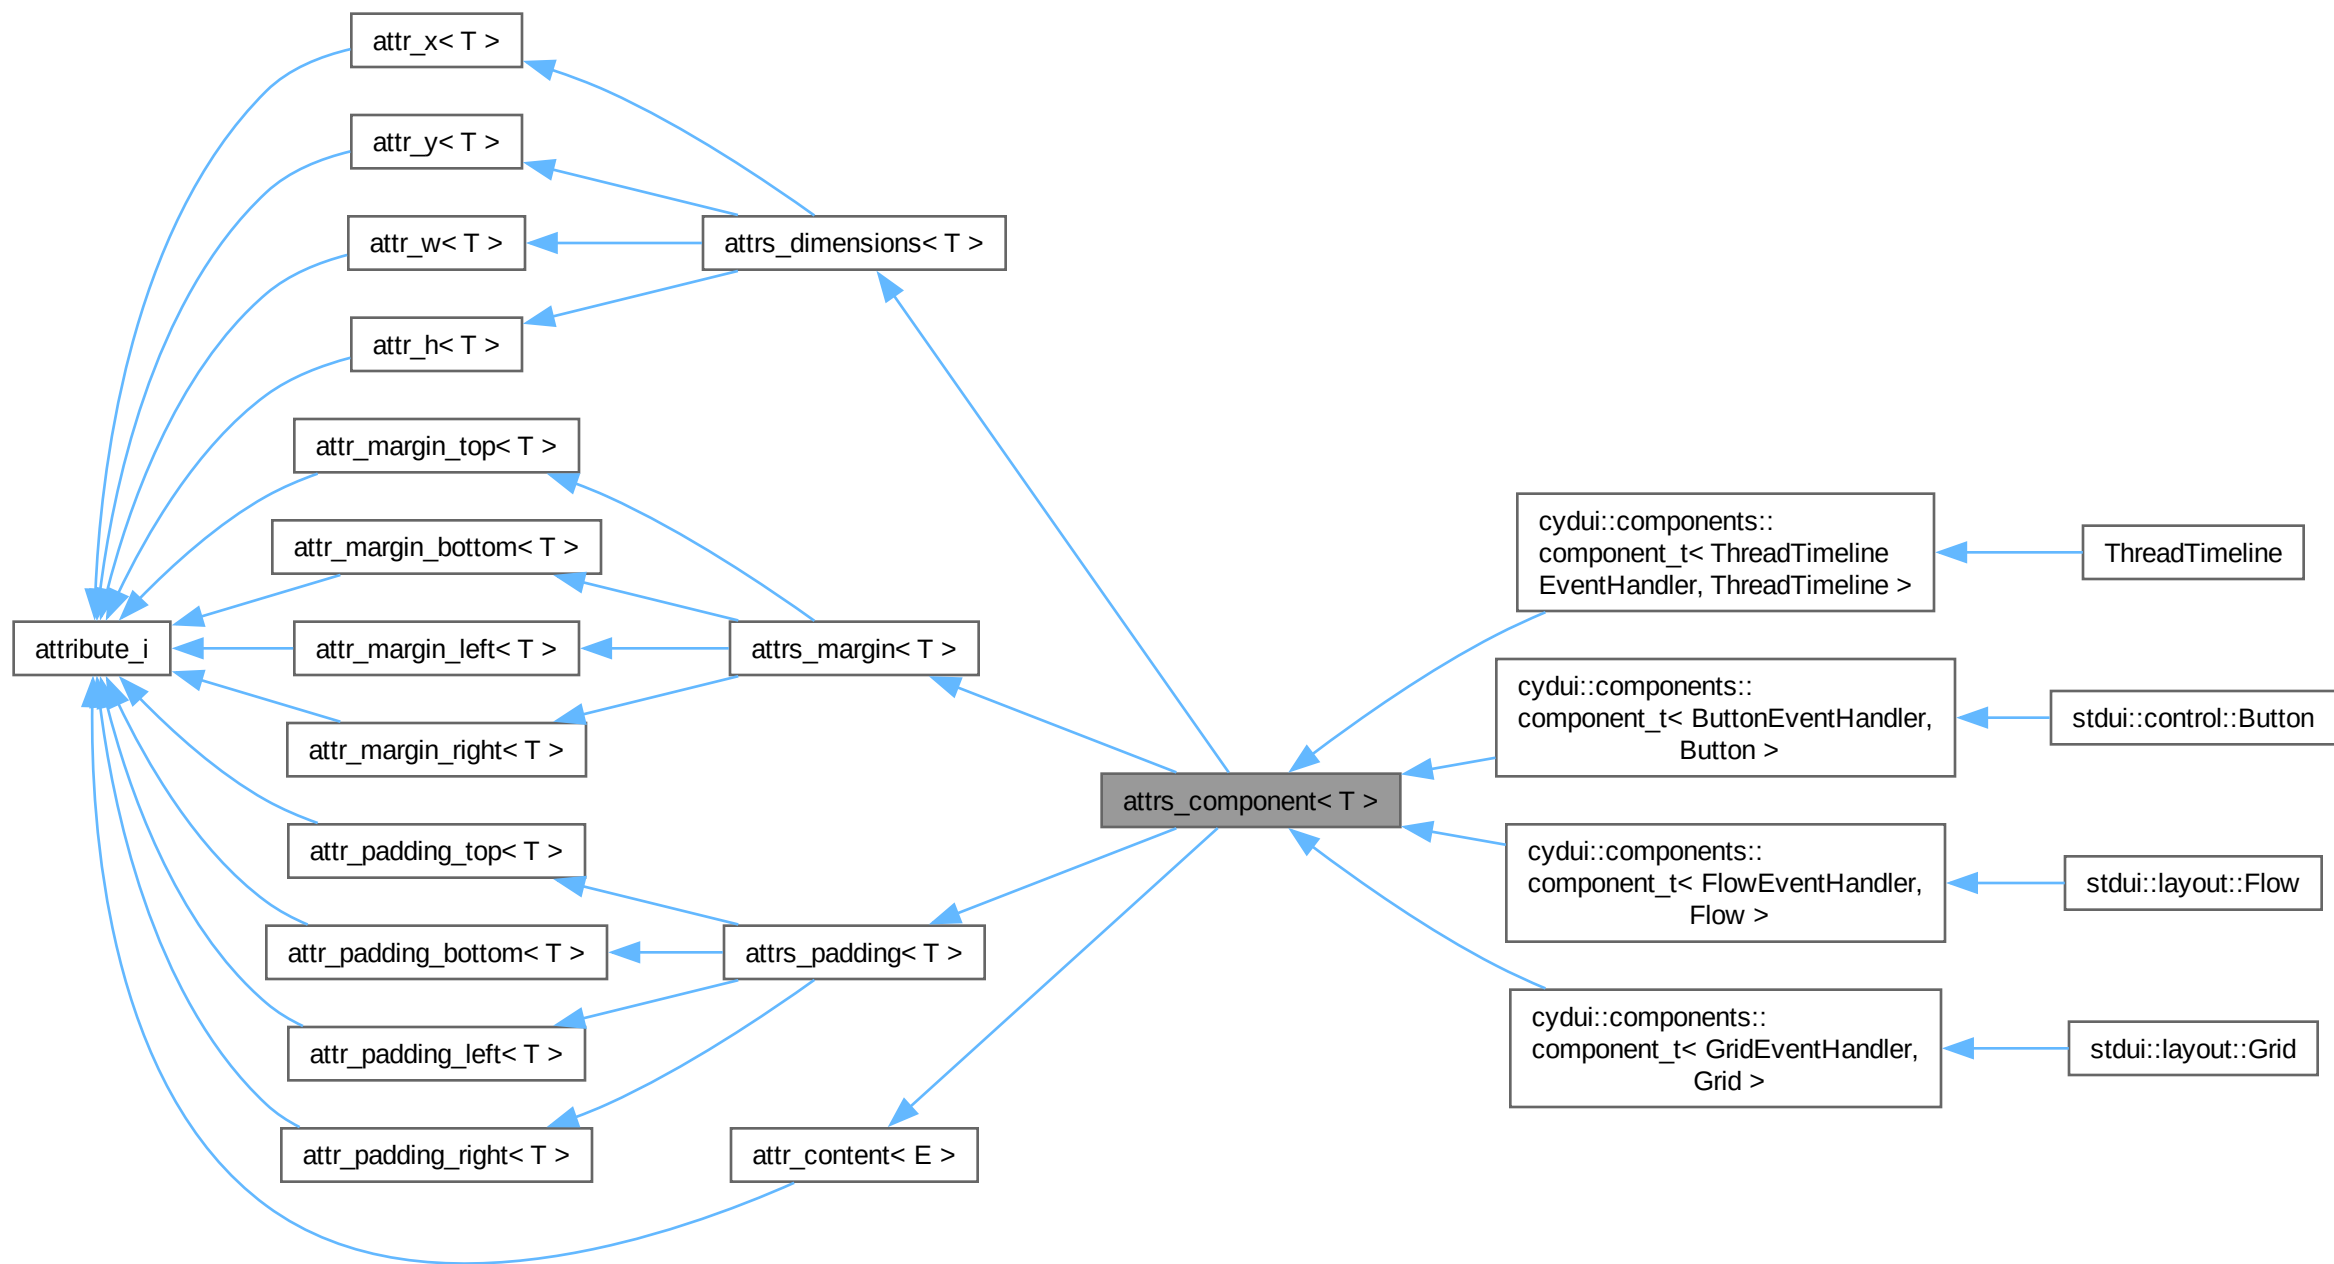 attr_x< T >
attr_y< T >
attr_w< T >
attrs_dimensions< T >
attr_h< T >
attr_margin_top< T >
attr_margin_bottom< T >
attribute_i
attr_margin_left< T >
attrs_margin< T >
attr_margin_right< T >
attr_padding_top< T >
attr_padding_bottom< T >
attrs_padding< T >
attr_padding_left< T >
attr_padding_right< T >
attr_content< E >
attrs_component< T >
cydui::components::
component_t< ThreadTimeline
EventHandler, ThreadTimeline >
ThreadTimeline
cydui::components::
component_t< ButtonEventHandler,
Button >
stdui::control::Button
cydui::components::
component_t< FlowEventHandler,
Flow >
stdui::layout::Flow
cydui::components::
component_t< GridEventHandler,
Grid >
stdui::layout::Grid